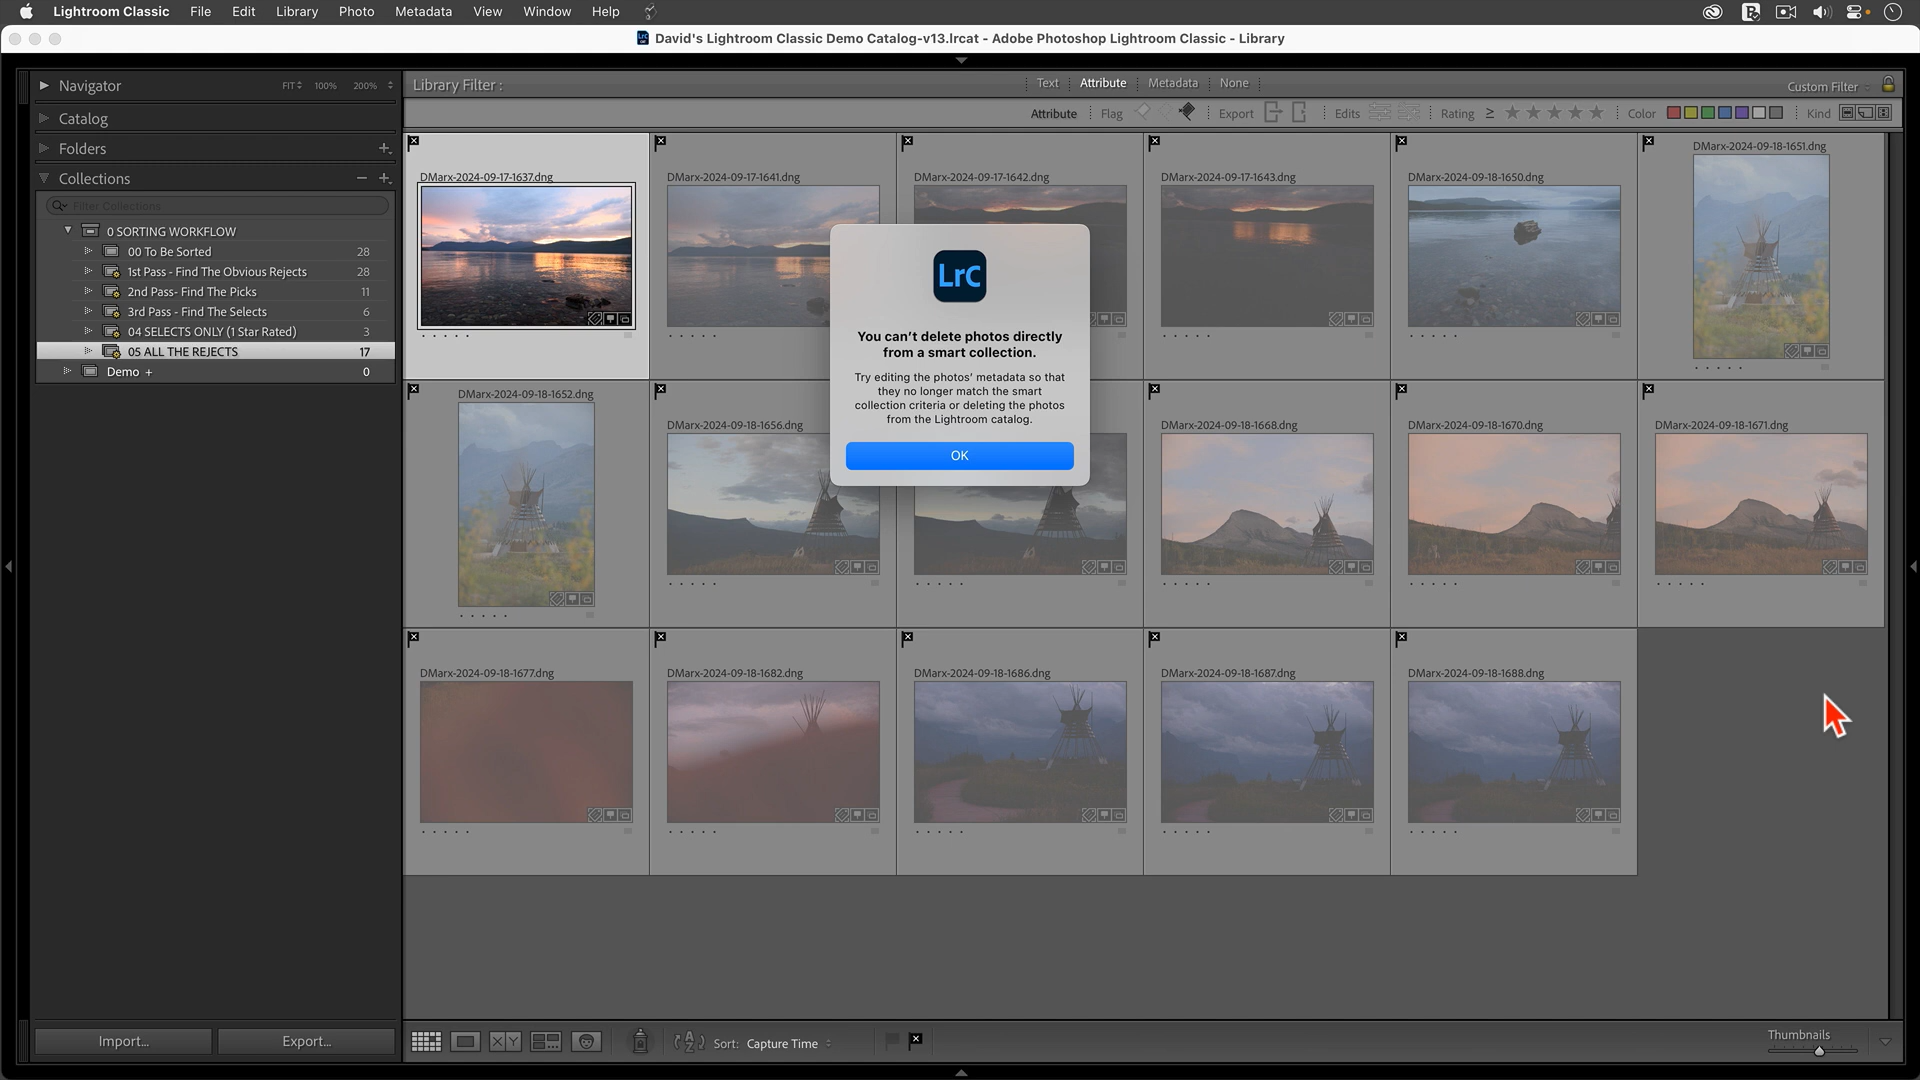 Lightroom Classic File Edit Library Photo Metadata View Window Help
David's Lightroom Classic Demo Catalog-v13.lrcat - Adobe Photoshop Lightroom Classic - Library
Navigator FIT 100% 200%
Catalog
Folders
Collections
Filter Collections
0 SORTING WORKFLOW
00 To Be Sorted 28
1st Pass - Find The Obvious Rejects 28
2nd Pass- Find The Picks 11
3rd Pass - Find The Selects 6
04 SELECTS ONLY (1 Star Rated) 3
05 ALL THE REJECTS 17
Demo + 0
Import... Export...
Library Filter : Text Attribute Metadata None Custom Filter
Attribute Flag Export Edits Rating ≥ Color Kind
DMarx-2024-09-17-1637.dng
DMarx-2024-09-17-1641.dng
DMarx-2024-09-17-1642.dng
DMarx-2024-09-17-1643.dng
DMarx-2024-09-18-1650.dng
DMarx-2024-09-18-1651.dng
LrC
You can't delete photos directly
from a smart collection.
Try editing the photos' metadata so that
they no longer match the smart
collection criteria or deleting the photos
from the Lightroom catalog.
OK
DMarx-2024-09-18-1652.dng
DMarx-2024-09-18-1656.dng
DMarx-2024-09-18-1668.dng
DMarx-2024-09-18-1670.dng
DMarx-2024-09-18-1671.dng
DMarx-2024-09-18-1677.dng
DMarx-2024-09-18-1682.dng
DMarx-2024-09-18-1686.dng
DMarx-2024-09-18-1687.dng
DMarx-2024-09-18-1688.dng
Sort: Capture Time
Thumbnails